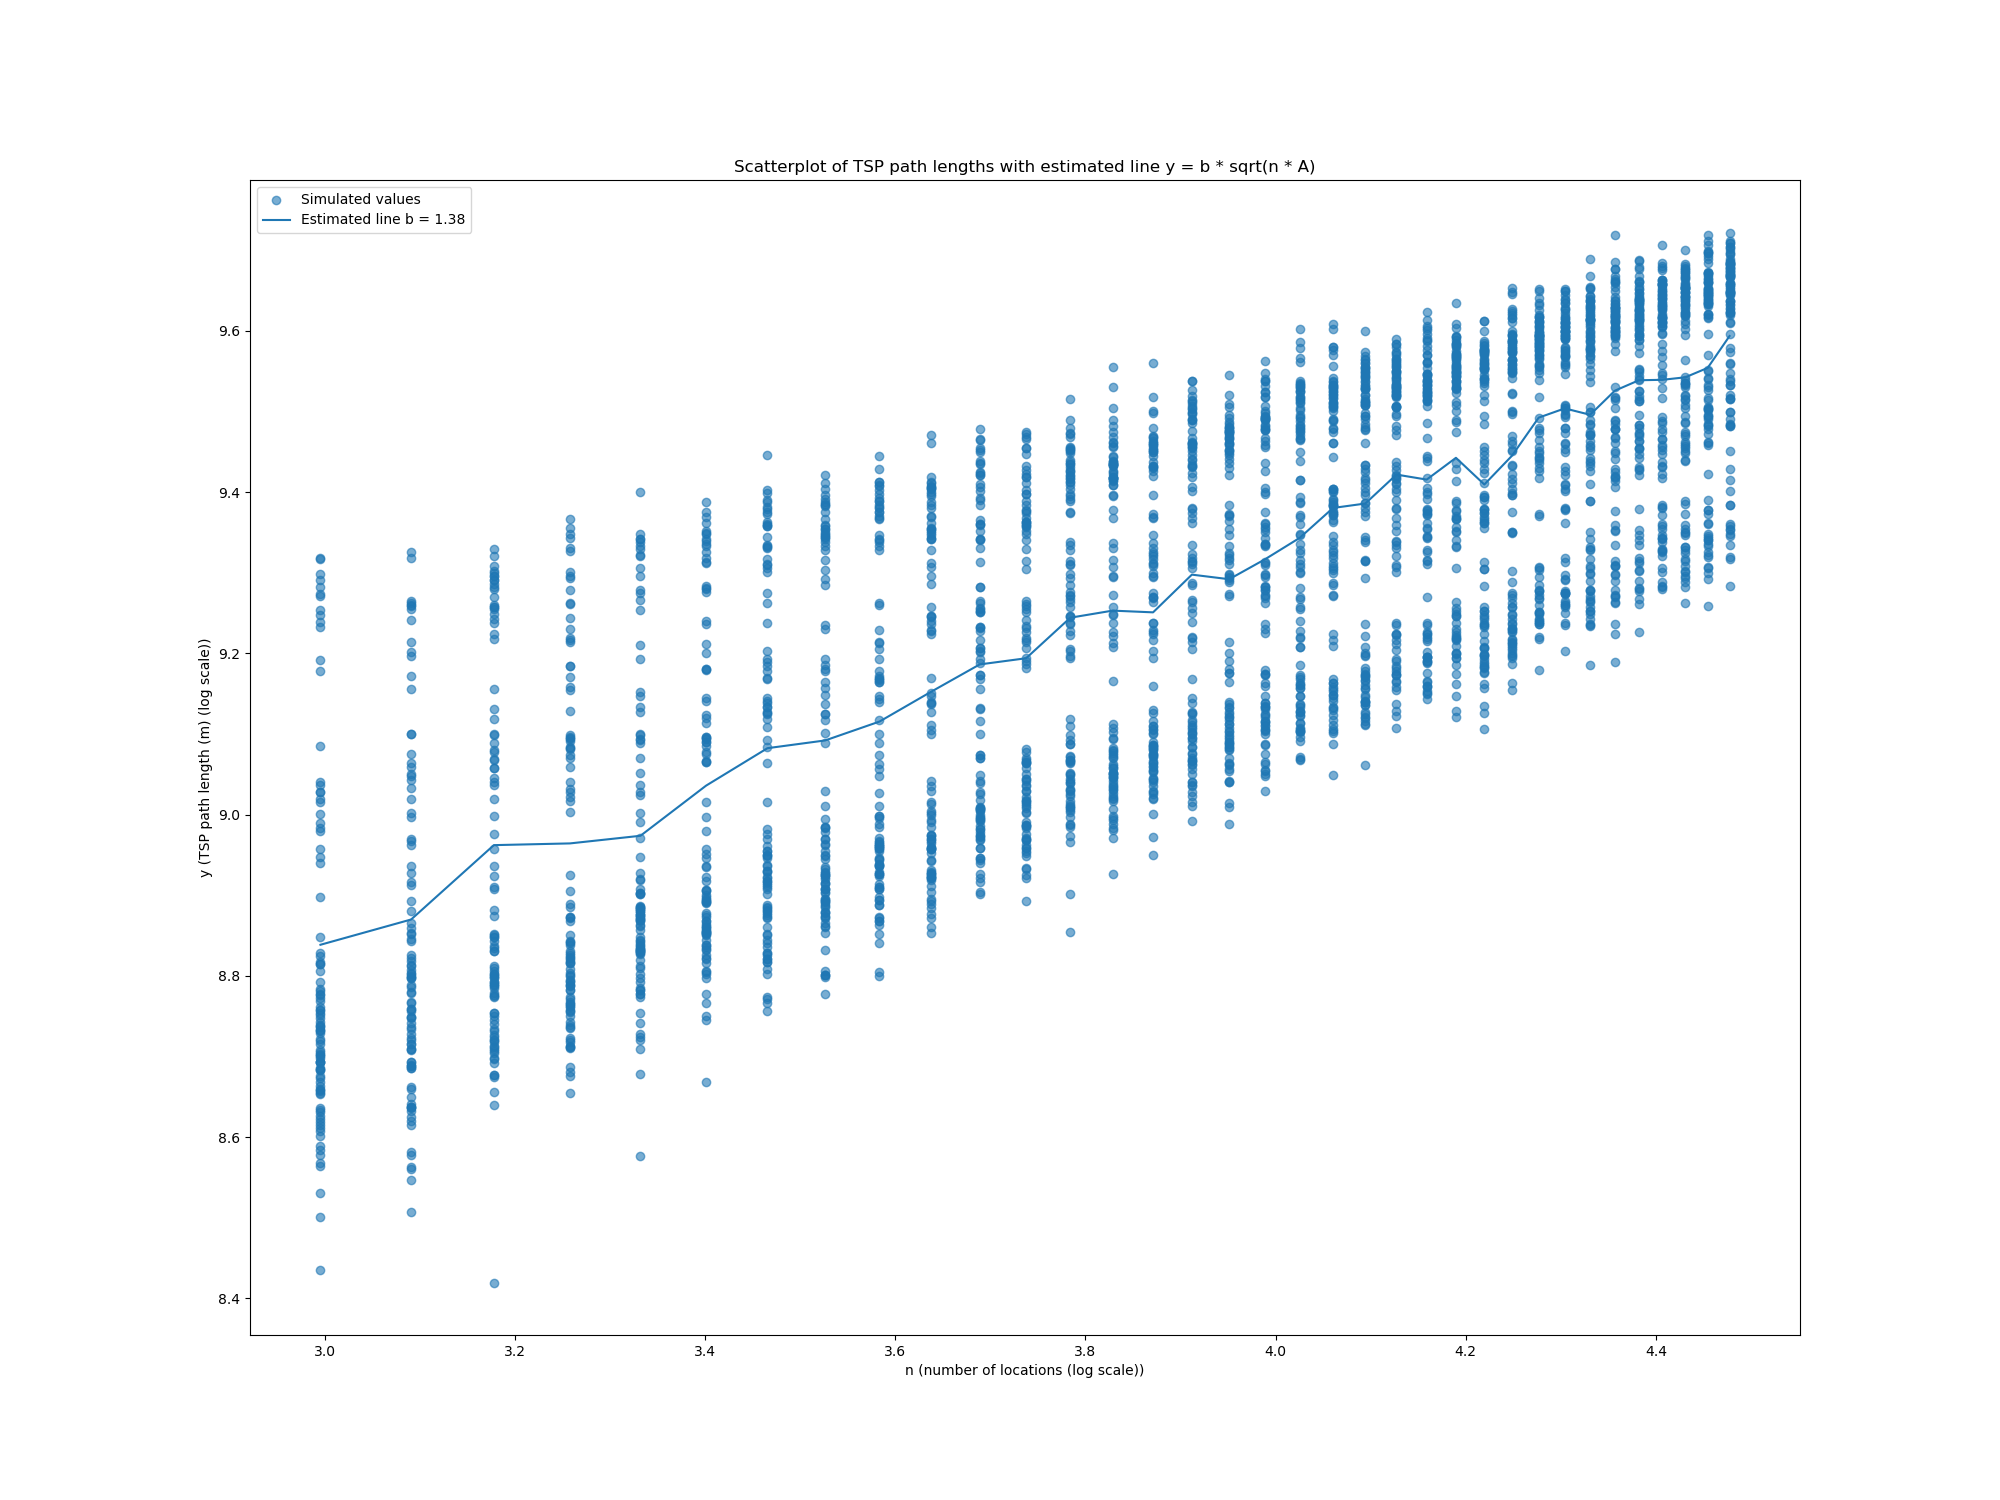 Scatterplot of TSP path lengths with estimated line y = b * sqrt(n * A)
Simulated values
Estimated line b = 1.38
y (TSP path length (m) (log scale))
9.6
9.4
9.2
9.0
8.8
8.6
8.4
3.0 3.2 3.4 3.6 3.8 4.0 4.2 4.4
n (number of locations (log scale))